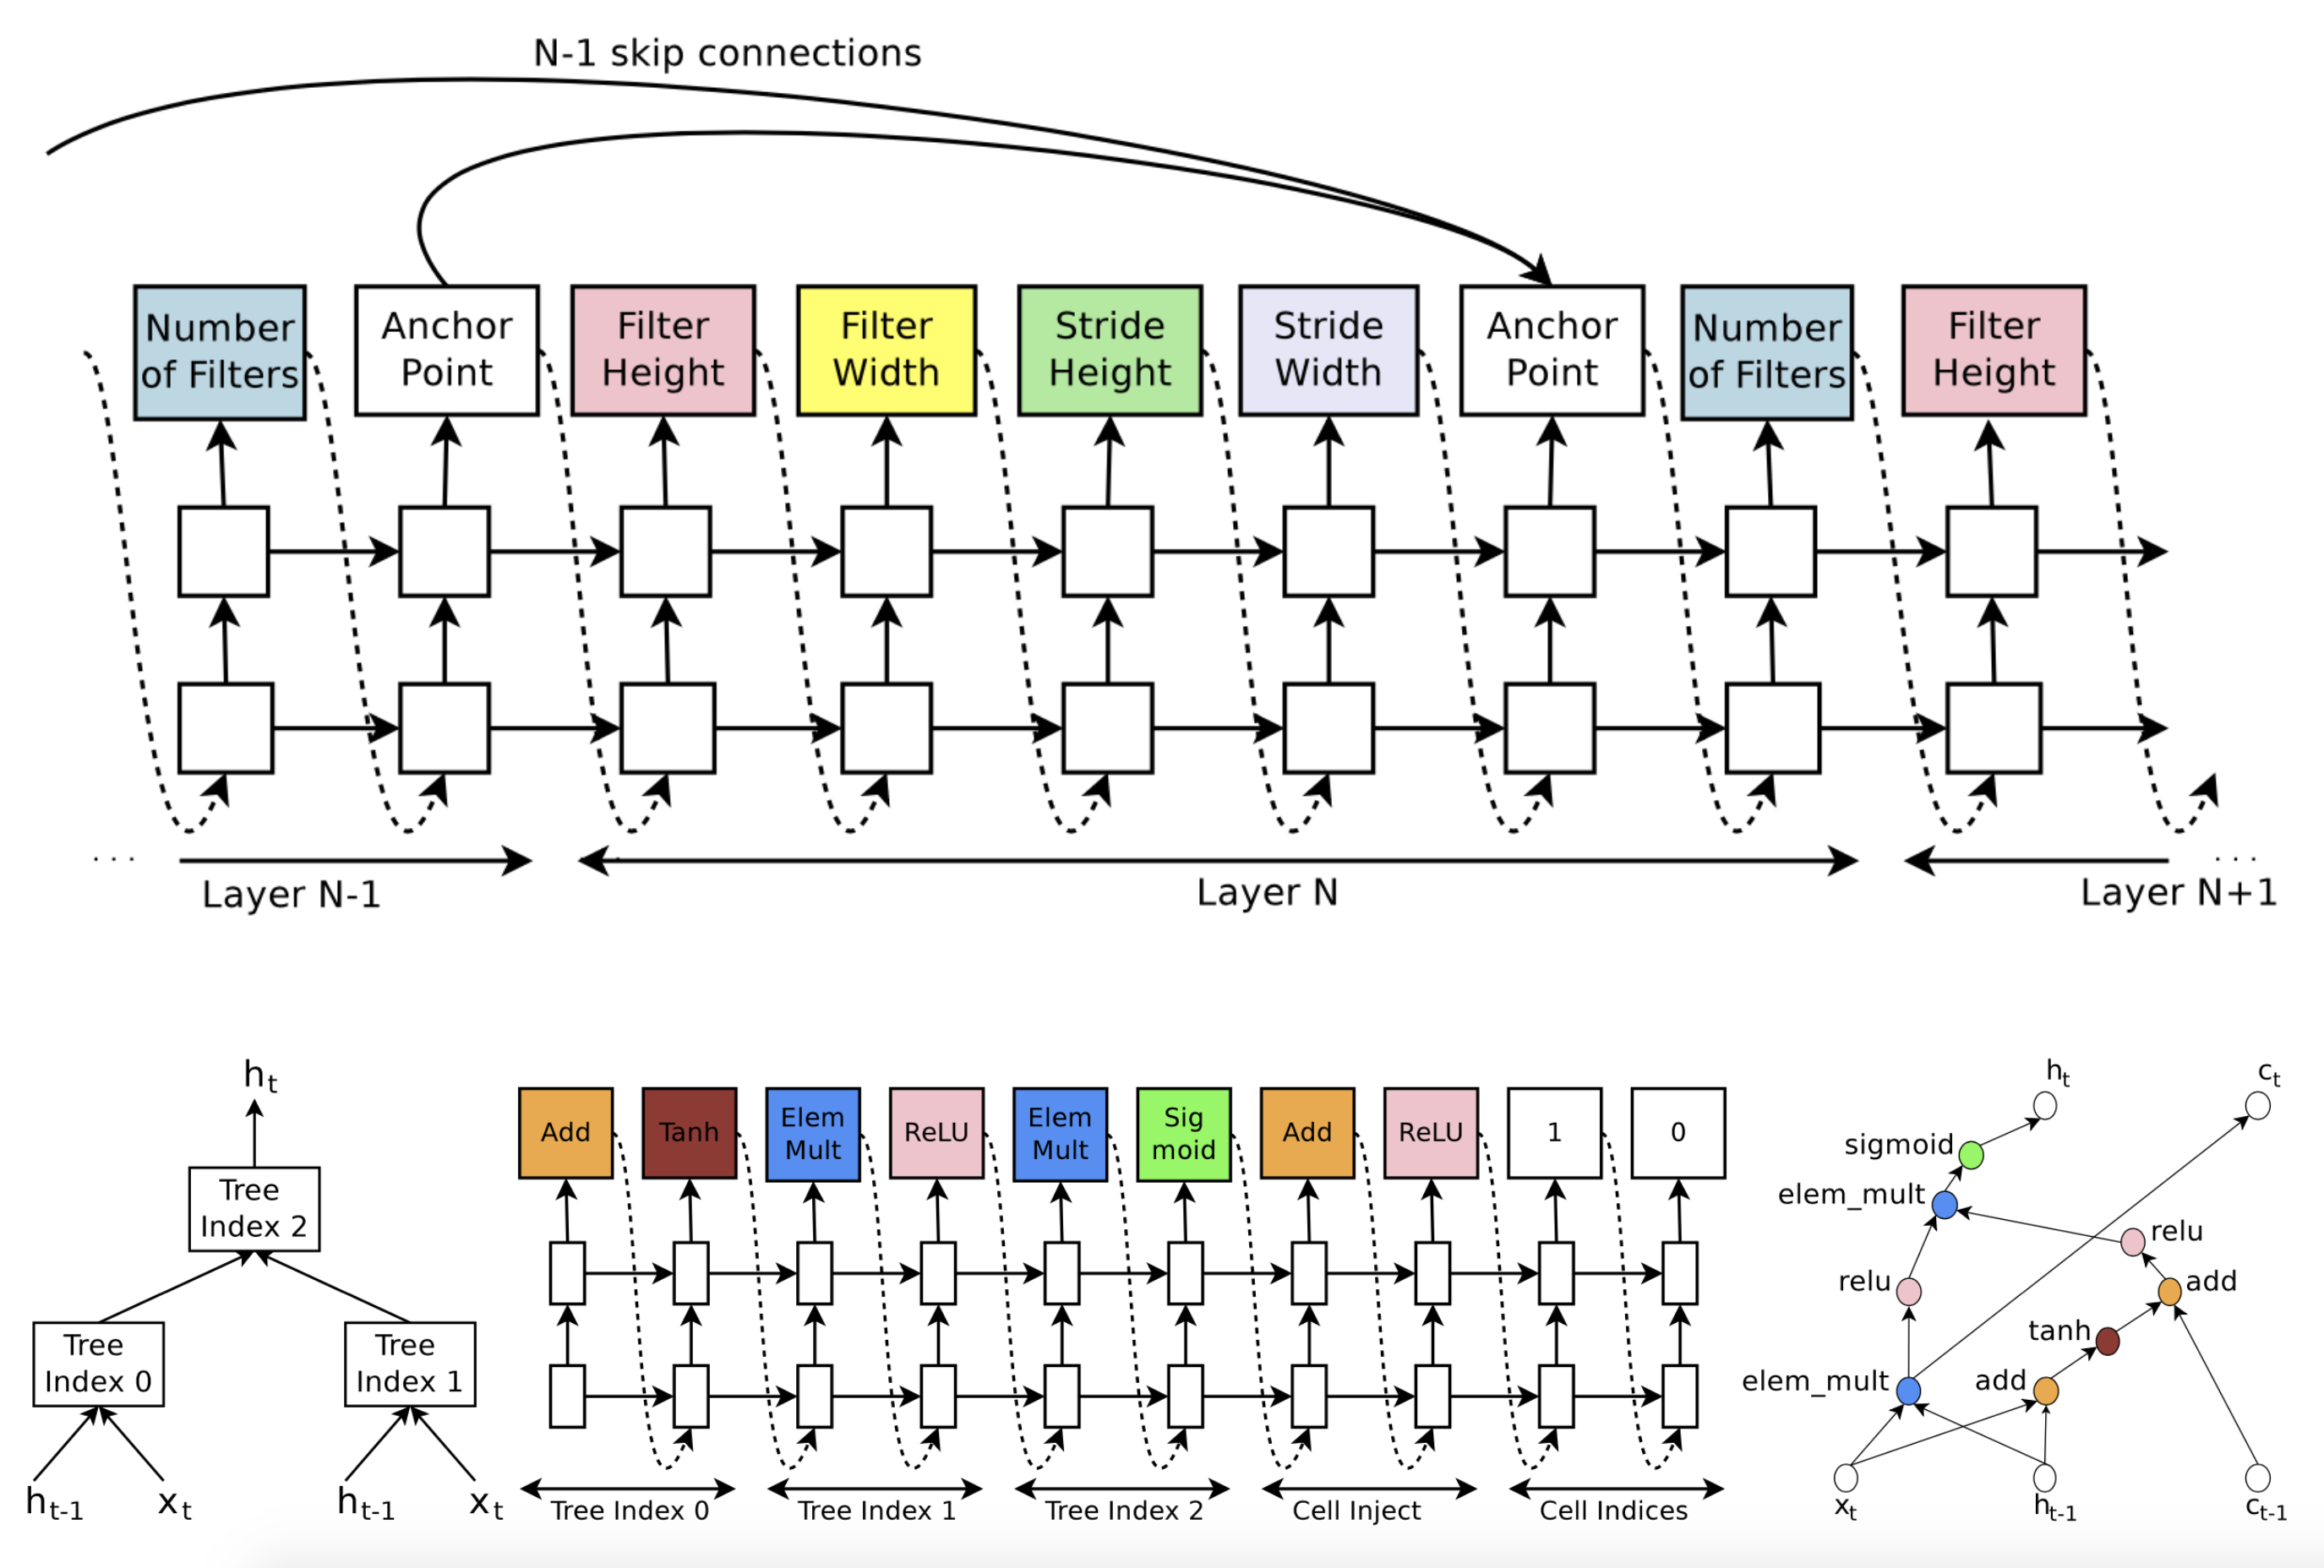 N-1 skip connections
Number
of Filters
Anchor
Point
Filter
Height
Filter
Width
Stride
Height
Stride
Width
Anchor
Point
Number
of Filters
Filter
Height
. . .
Layer N-1
Layer N
Layer N+1
. . .
h_t
Tree
Index 2
Tree
Index 0
Tree
Index 1
h_t-1
x_t
h_t-1
x_t
Add
Tanh
Elem
Mult
ReLU
Elem
Mult
Sig
moid
Add
ReLU
1
0
Tree Index 0
Tree Index 1
Tree Index 2
Cell Inject
Cell Indices
h_t
c_t
sigmoid
elem_mult
relu
relu
add
tanh
elem_mult
add
x_t
h_t-1
c_t-1